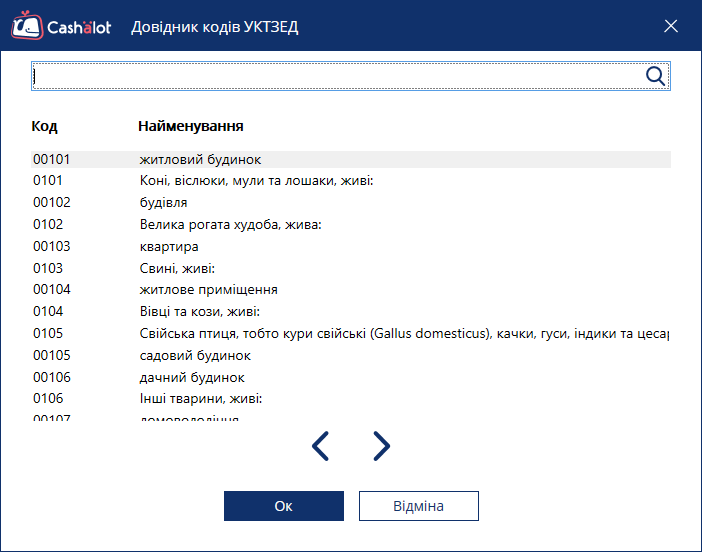 Cashalot Довідник кодів УКТЗЕД
Код Найменування
00101 житловий будинок
0101 Коні, віслюки, мули та лошаки, живі:
00102 будівля
0102 Велика рогата худоба, жива:
00103 квартира
0103 Свині, живі:
00104 житлове приміщення
0104 Вівці та кози, живі:
0105 Свійська птиця, тобто кури свійські (Gallus domesticus), качки, гуси, індики та цесар
00105 садовий будинок
00106 дачний будинок
0106 Інші тварини, живі:
00107 домоволодіння
Ок Відміна